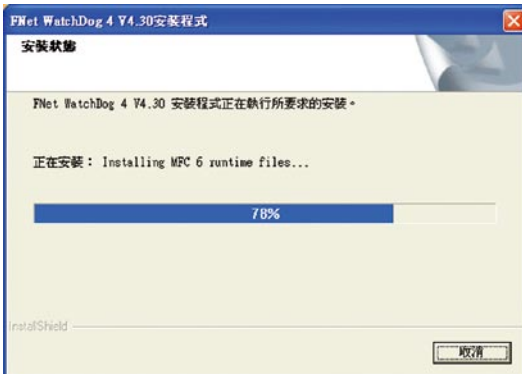 FNet WatchDog 4 V4.30安裝程式
安裝狀態
FNet WatchDog 4 V4.30 安裝程式正在執行所要求的安裝。
正在安裝： Installing MFC 6 runtime files...
78%
InstallShield
取消